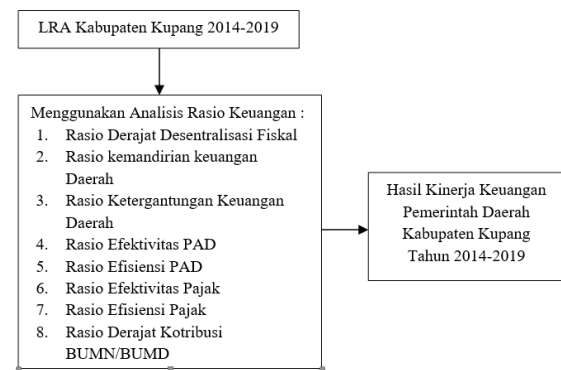 LRA Kabupaten Kupang 2014-2019
Menggunakan Analisis Rasio Keuangan :
1. Rasio Derajat Desentralisasi Fiskal
2. Rasio kemandirian keuangan
Daerah
3. Rasio Ketergantungan Keuangan
Daerah
4. Rasio Efektivitas PAD
5. Rasio Efisiensi PAD
6. Rasio Efektivitas Pajak
7. Rasio Efisiensi Pajak
8. Rasio Derajat Kotribusi
BUMN/BUMD
Hasil Kinerja Keuangan
Pemerintah Daerah
Kabupaten Kupang
Tahun 2014-2019